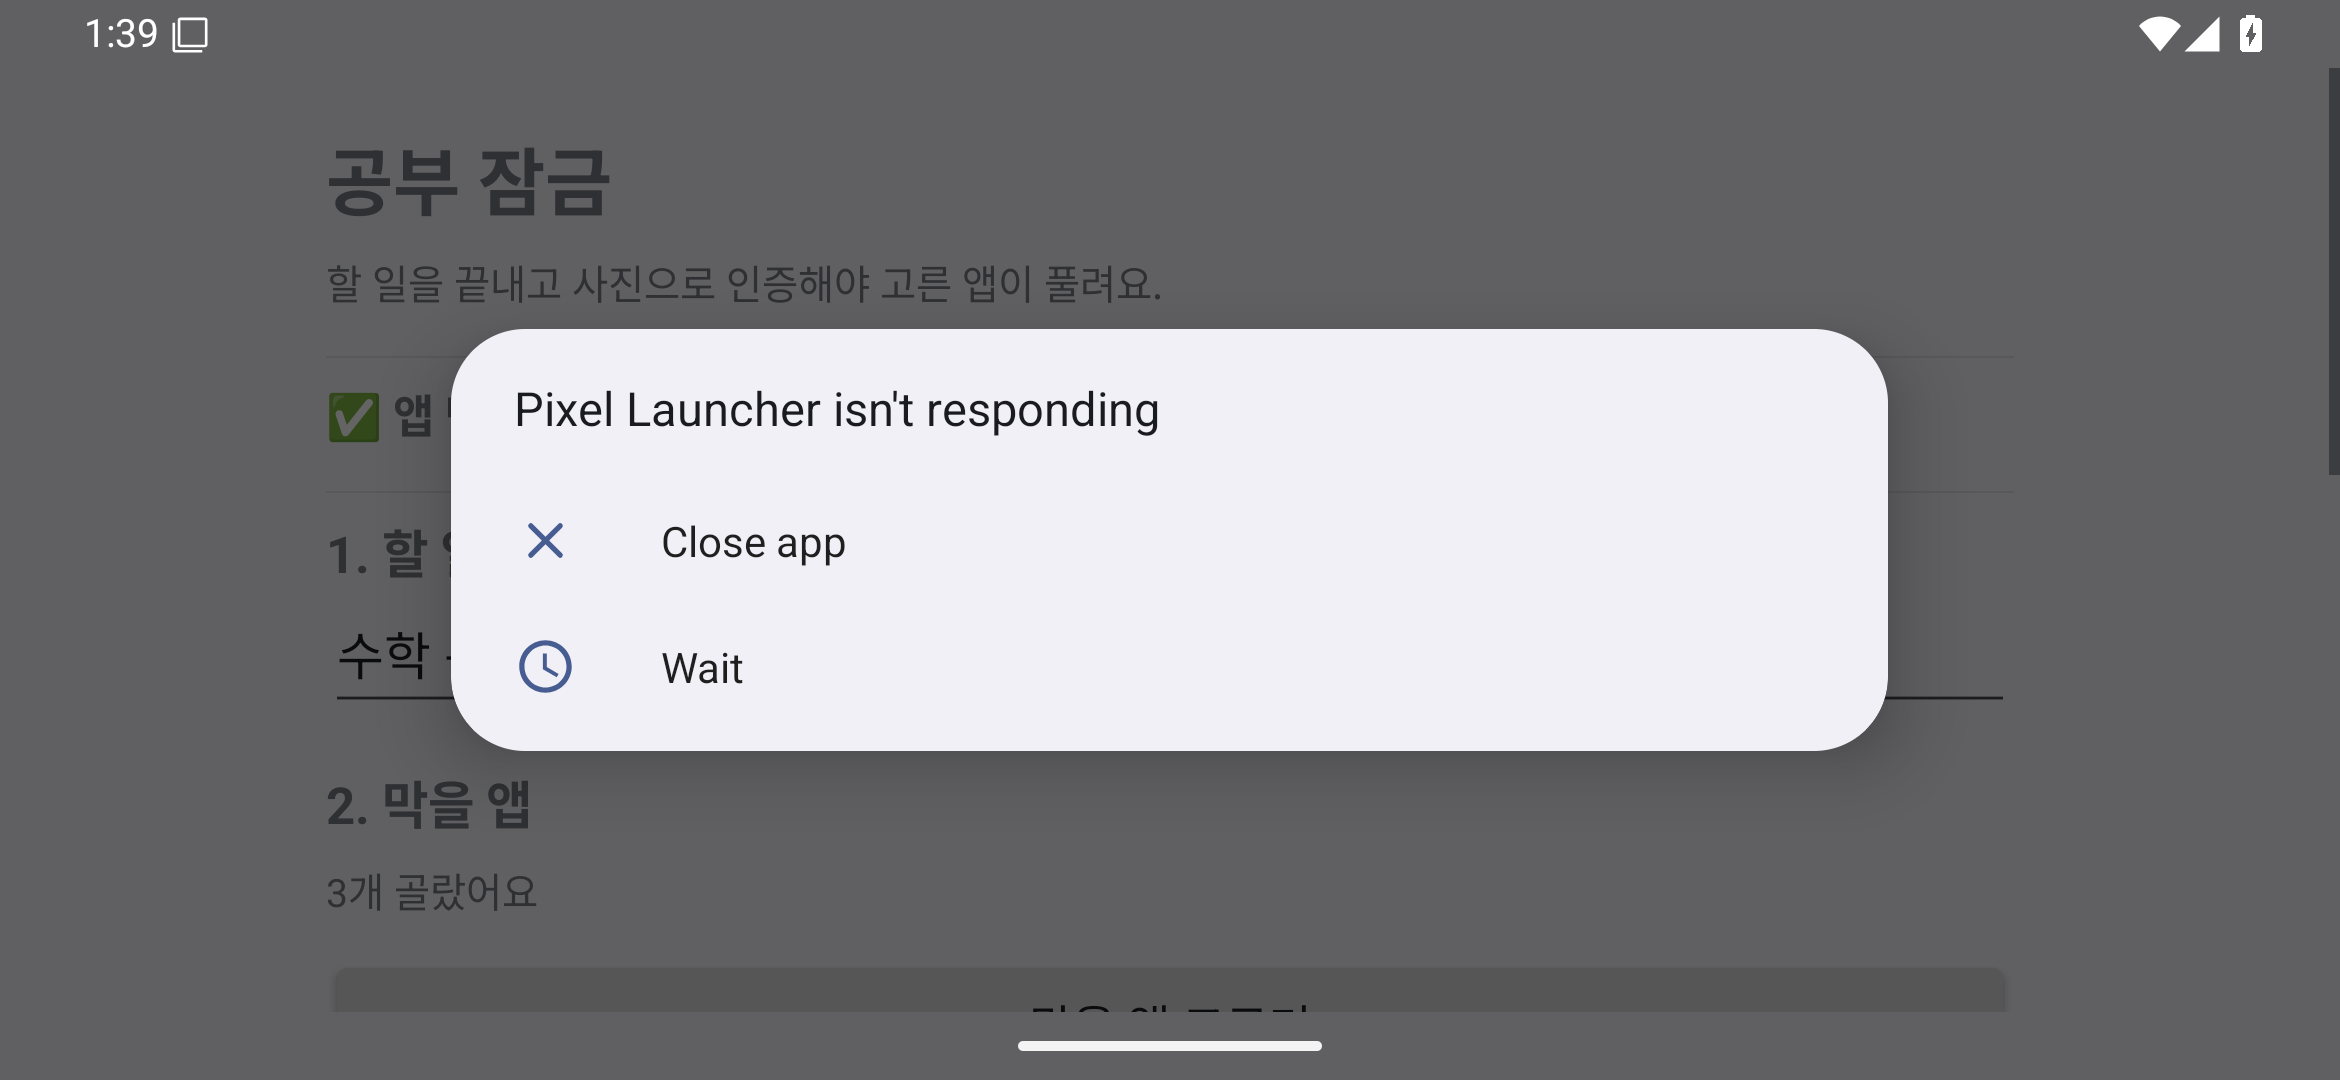 1:39
공부 잠금
할 일을 끝내고 사진으로 인증해야 고른 앱이 풀려요.
✅ 앱
Pixel Launcher isn't responding
Close app
Wait
1. 할
수학
2. 막을 앱
3개 골랐어요